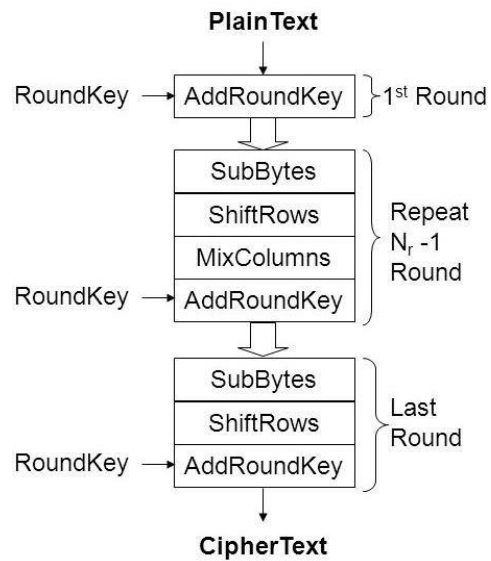 PlainText
RoundKey
AddRoundKey
1st Round
SubBytes
ShiftRows
MixColumns
RoundKey
AddRoundKey
Repeat
Nr -1
Round
SubBytes
ShiftRows
RoundKey
AddRoundKey
Last
Round
CipherText